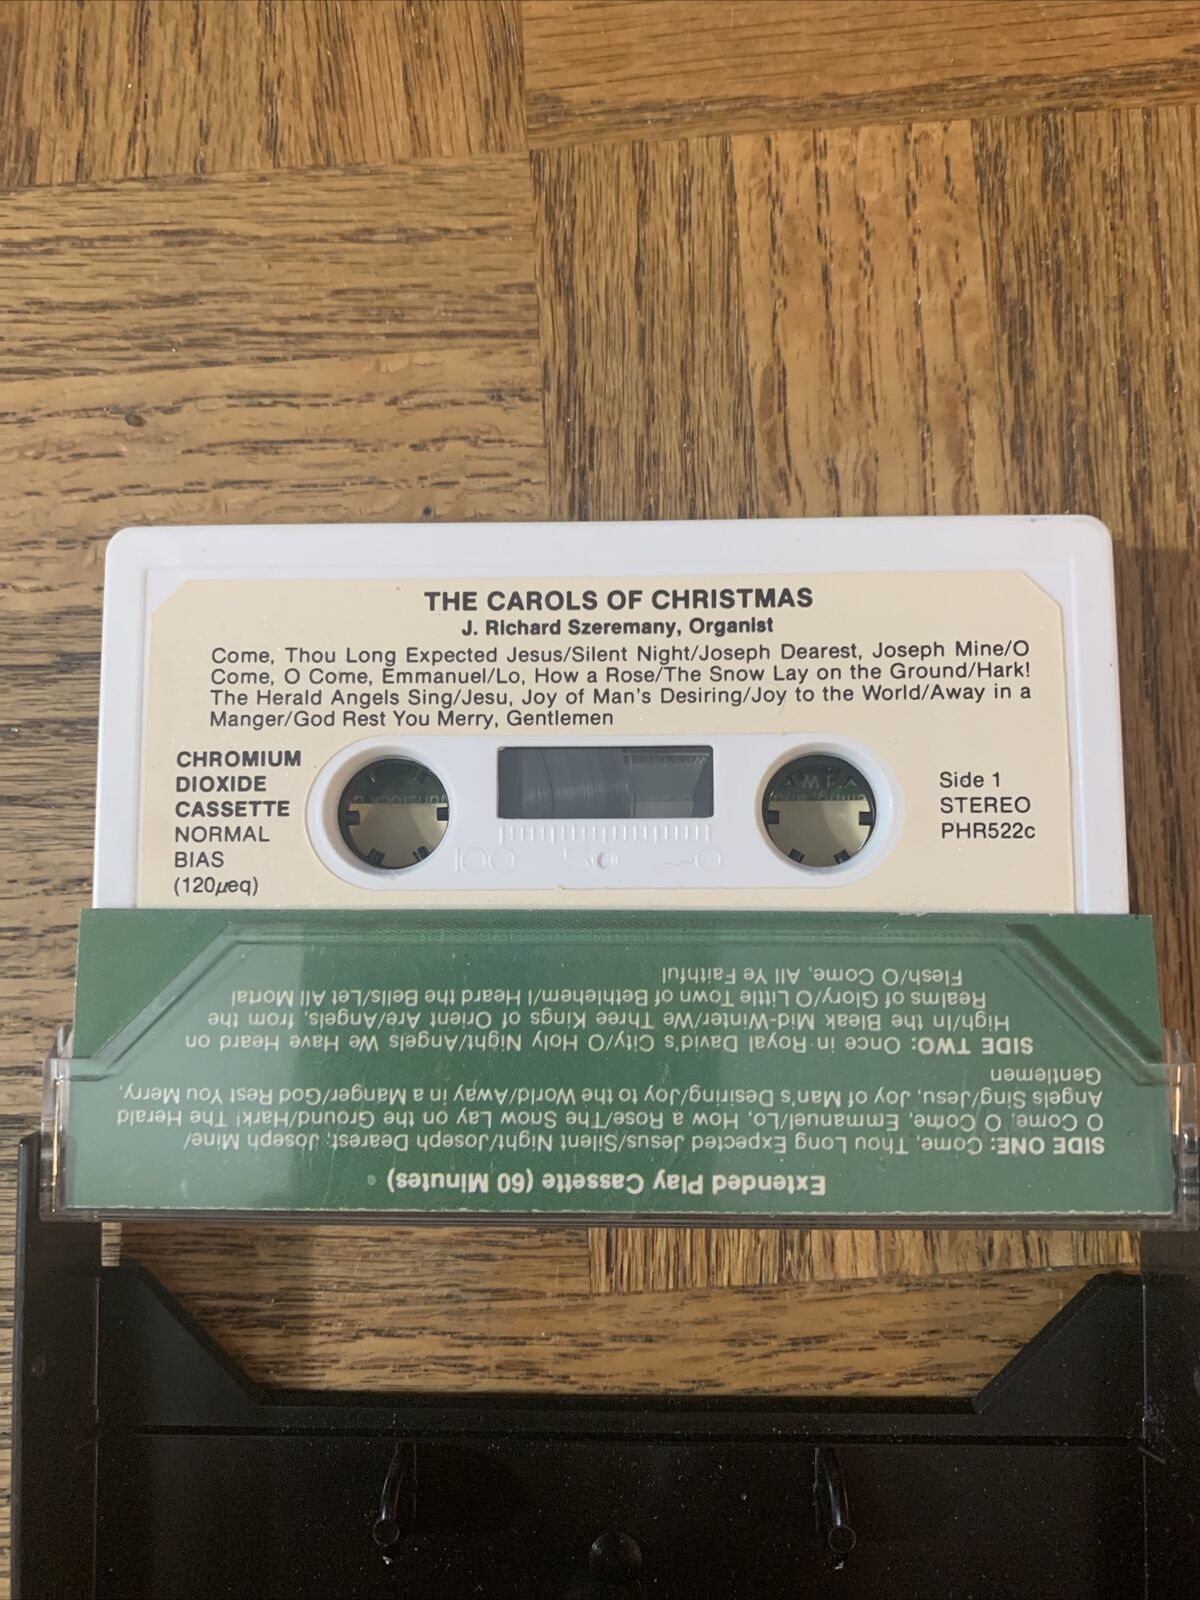 THE CAROLS OF CHRISTMAS
J. Richard Szeremany, Organist
Come, Thou Long Expected Jesus/Silent Night/Joseph Dearest, Joseph Mine/O
Come, O Come, Emmanuel/Lo, How a Rose/The Snow Lay on the Ground/Hark!
The Herald Angels Sing/Jesu, Joy of Man's Desiring/Joy to the World/Away in a
Manger/God Rest You Merry, Gentlemen
CHROMIUM
DIOXIDE
CASSETTE
NORMAL
BIAS
(120µeq)
Side 1
STEREO
PHR522c
100 50 0
Extended Play Cassette (60 Minutes)
SIDE ONE: Come, Thou Long Expected Jesus/Silent Night/Joseph Dearest, Joseph Mine/
O Come, O Come, Emmanuel/Lo, How a Rose/The Snow Lay on the Ground/Hark! The Herald
Angels Sing/Jesu, Joy of Man's Desiring/Joy to the World/Away in a Manger/God Rest You Merry,
Gentlemen
SIDE TWO: Once in Royal David's City/O Holy Night/Angels We Have Heard on
High/In the Bleak Mid-Winter/We Three Kings of Orient Are/Angels, from the
Realms of Glory/O Little Town of Bethlehem/I Heard the Bells/Let All Mortal
Flesh/O Come, All Ye Faithful